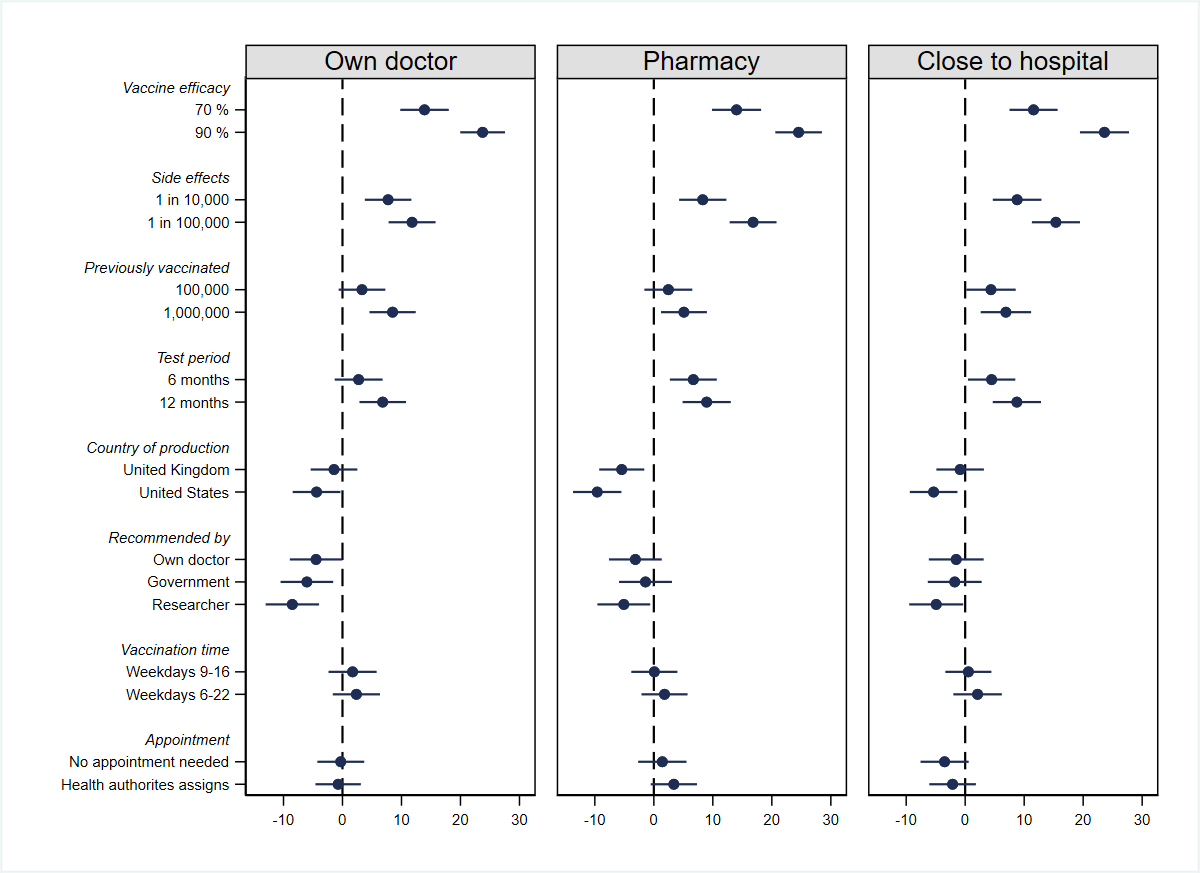 Own doctor
Pharmacy
Close to hospital
Vaccine efficacy
70 %
90 %
Side effects
1 in 10,000
1 in 100,000
Previously vaccinated
100,000
1,000,000
Test period
6 months
12 months
Country of production
United Kingdom
United States
Recommended by
Own doctor
Government
Researcher
Vaccination time
Weekdays 9-16
Weekdays 6-22
Appointment
No appointment needed
Health authorites assigns
-10 0 10 20 30
-10 0 10 20 30
-10 0 10 20 30